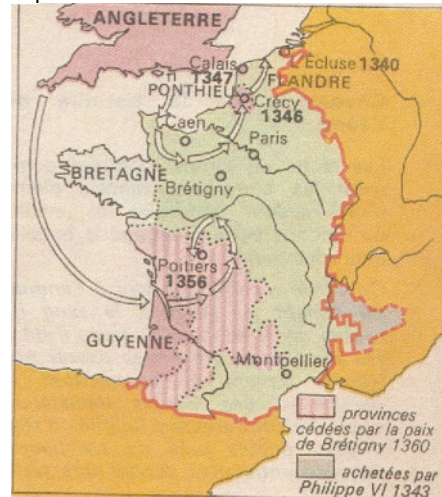 ANGLETERRE
Calais
1347
l'Ecluse 1340
FLANDRE
PONTHIEU
Crécy
1346
Caen
Paris
BRETAGNE
Brétigny
Poitiers
1356
GUYENNE
Montpellier
provinces
cédées par la paix
de Brétigny 1360
achetées par
Philippe VI 1343